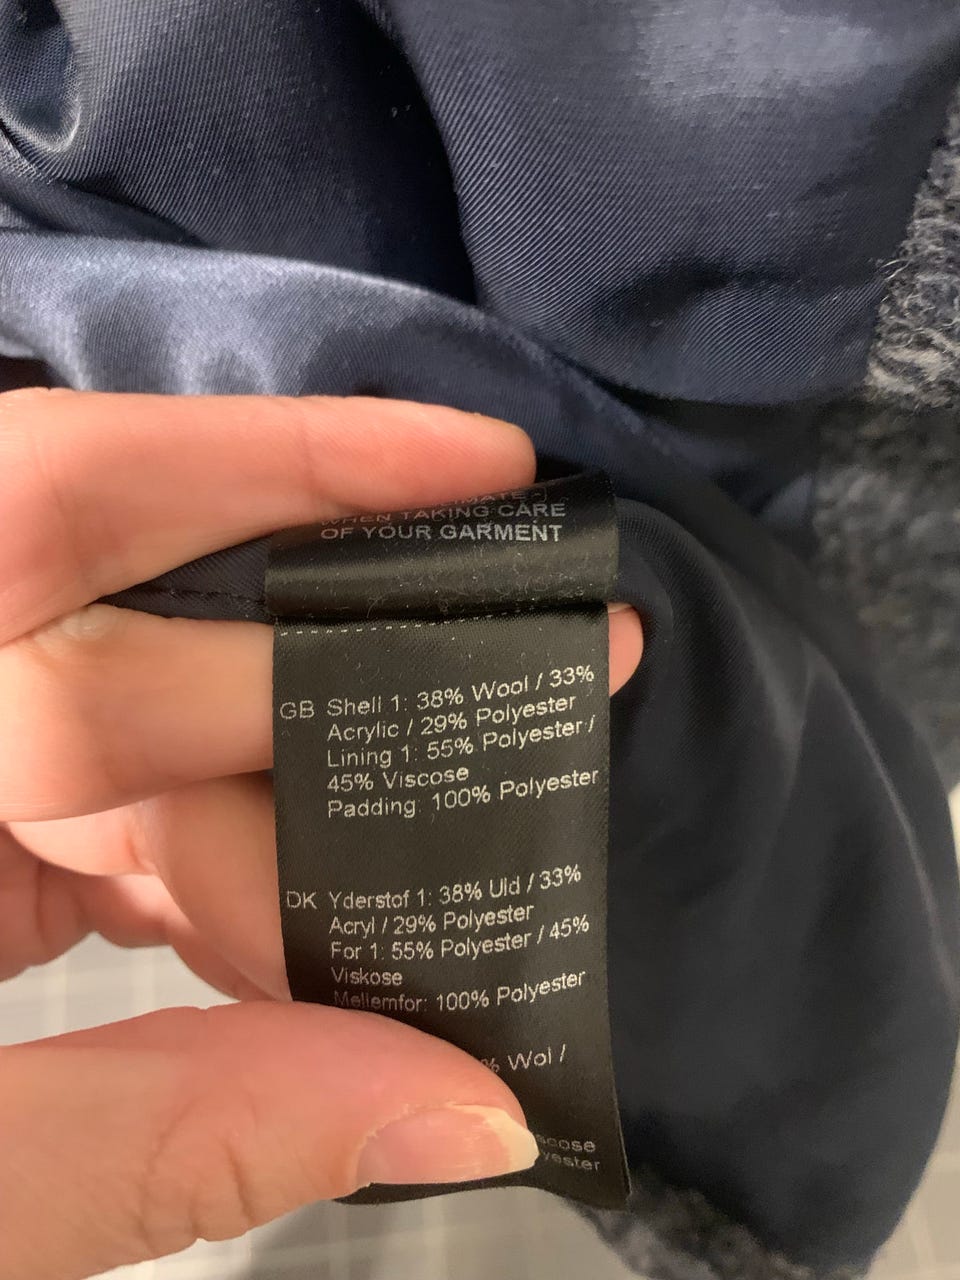 CLIMATE
WHEN TAKING CARE
OF YOUR GARMENT
GB Shell 1: 38% Wool / 33%
Acrylic / 29% Polyester
Lining 1: 55% Polyester /
45% Viscose
Padding: 100% Polyester
DK Yderstof 1: 38% Uld / 33%
Acryl / 29% Polyester
For 1: 55% Polyester / 45%
Viskose
Mellemfor: 100% Polyester
% Wol /